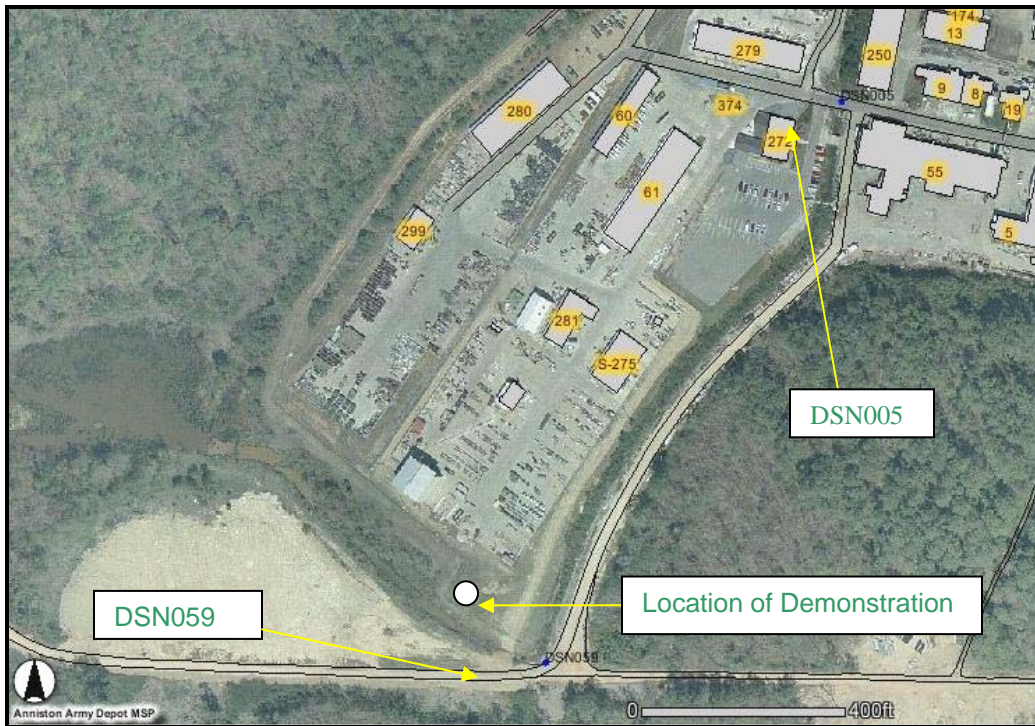 174
13
279
250
DSN005
9
8
19
280
60
374
272
55
61
5
299
281
S-275
DSN005
Location of Demonstration
DSN059
DSN059
Anniston Army Depot MSP
0 400ft